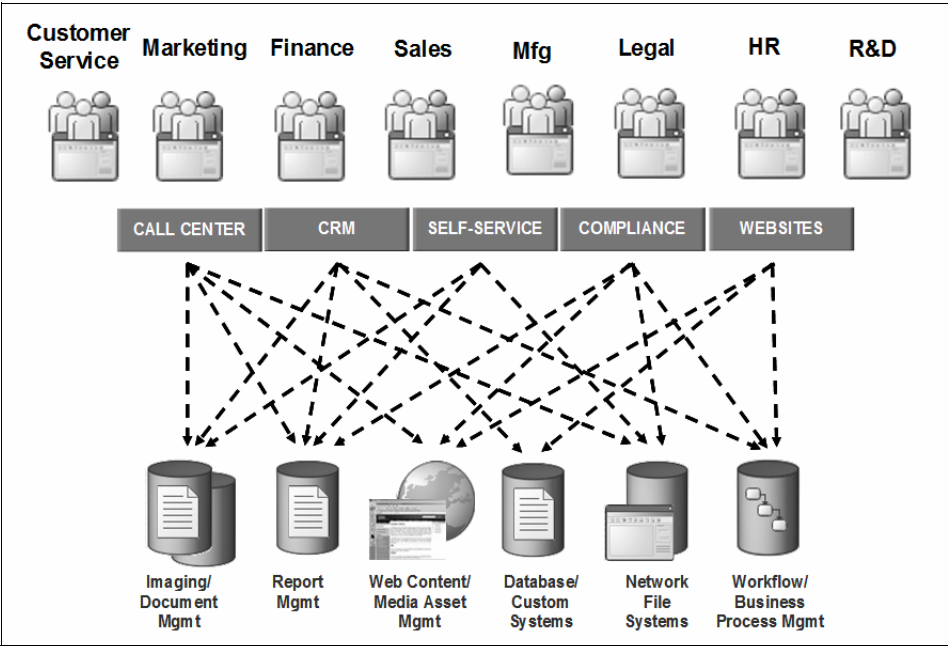 Customer
Service
Marketing
Finance
Sales
Mfg
Legal
HR
R&D
CALL CENTER
CRM
SELF-SERVICE
COMPLIANCE
WEBSITES
Imaging/
Document
Mgmt
Report
Mgmt
Web Content/
Media Asset
Mgmt
Database/
Custom
Systems
Network
File
Systems
Workflow/
Business
Process Mgmt